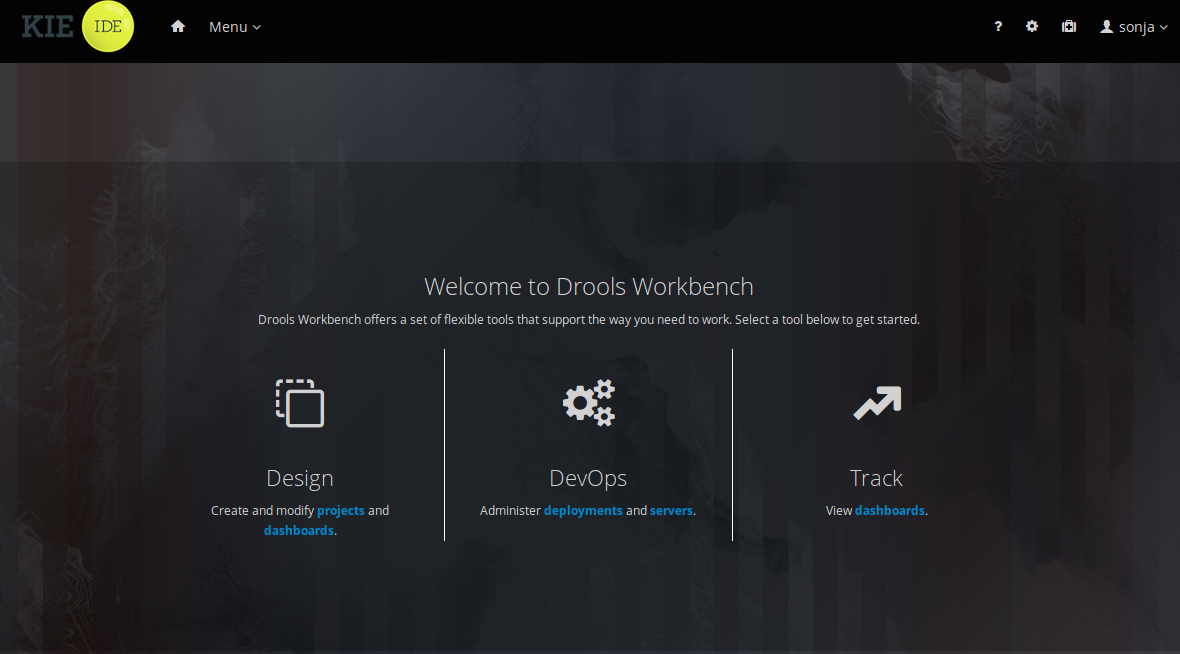 KIE IDE Menu ? sonja
Welcome to Drools Workbench
Drools Workbench offers a set of flexible tools that support the way you need to work. Select a tool below to get started.
Design
Create and modify projects and
dashboards.
DevOps
Administer deployments and servers.
Track
View dashboards.